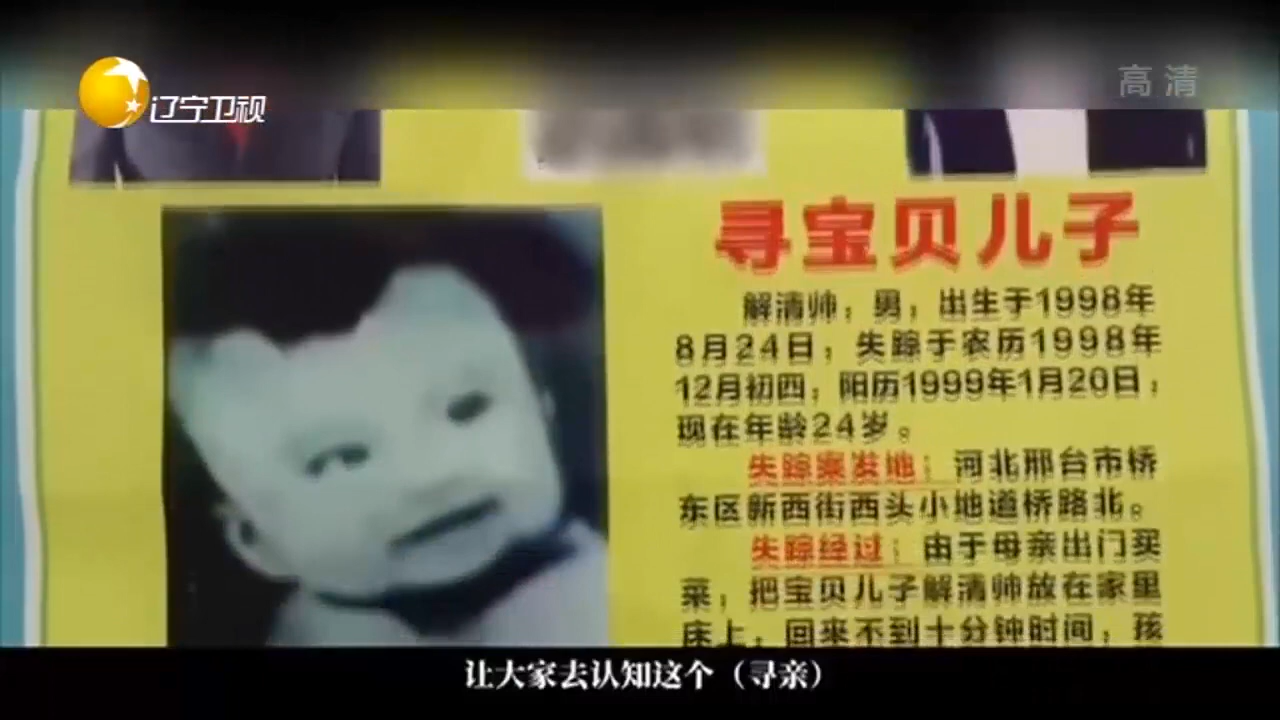 辽宁卫视
高清
寻宝贝儿子
解清帅，男，出生于1998年
8月24日，失踪于农历1998年
12月初四，阳历1999年1月20日，
现在年龄24岁。
失踪案发地：河北邢台市桥
东区新西街西头小地道桥路北。
失踪经过：由于母亲出门买
菜，把宝贝儿子解清帅放在家里
床上，回来不到十分钟时间，孩
让大家去认知这个（寻亲）